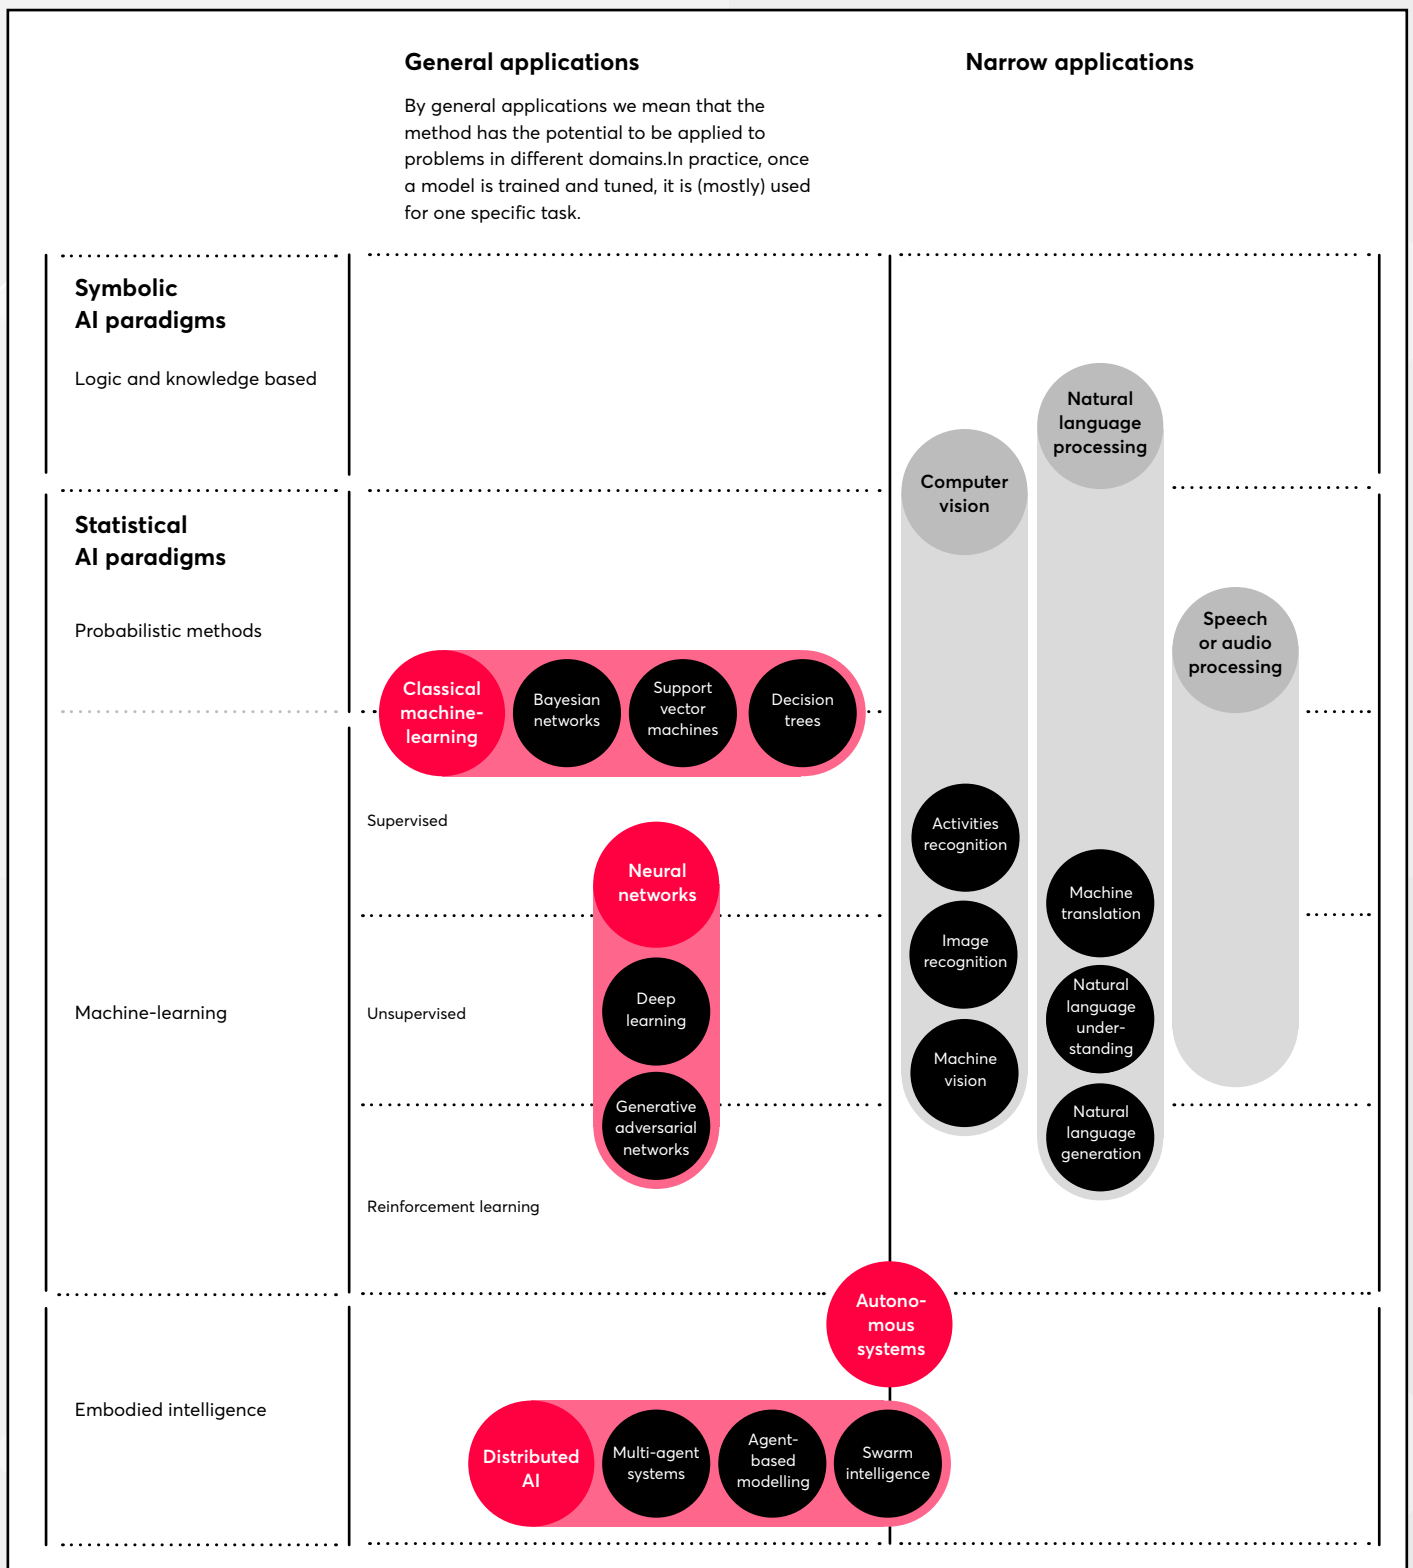 General applications
Narrow applications
By general applications we mean that the
method has the potential to be applied to
problems in different domains.In practice, once
a model is trained and tuned, it is (mostly) used
for one specific task.
Symbolic
AI paradigms
Logic and knowledge based
Natural
language
processing
Computer
vision
Statistical
AI paradigms
Probabilistic methods
Speech
or audio
processing
Classical
machine-
learning
Bayesian
networks
Support
vector
machines
Decision
trees
Supervised
Neural
networks
Activities
recognition
Machine
translation
Image
recognition
Machine-learning
Unsupervised
Deep
learning
Natural
language
under-
standing
Machine
vision
Generative
adversarial
networks
Natural
language
generation
Reinforcement learning
Autono-
mous
systems
Embodied intelligence
Distributed
AI
Multi-agent
systems
Agent-
based
modelling
Swarm
intelligence